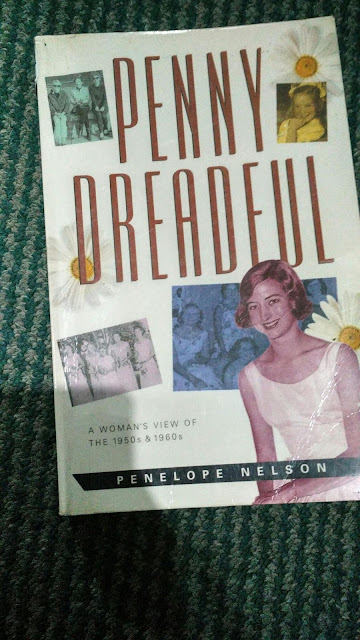 PENNY
DREADFUL
A WOMAN'S VIEW OF
THE 1950s & 1960s
PENELOPE NELSON